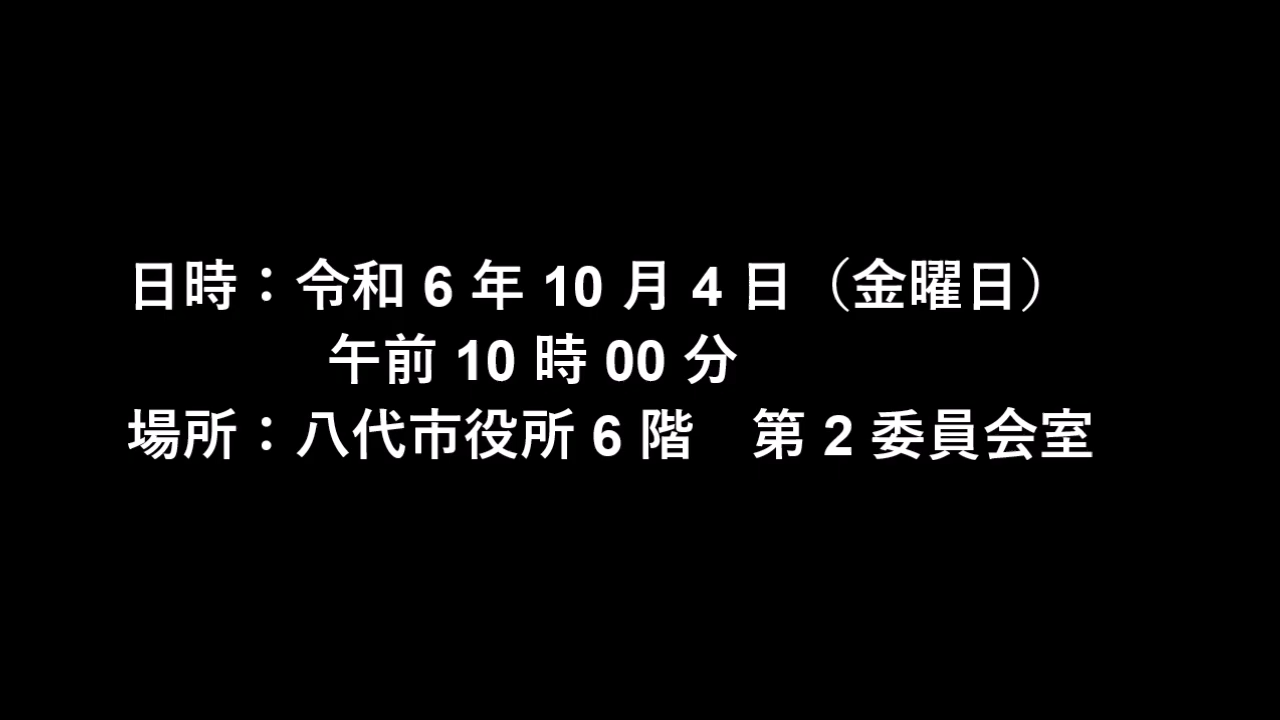 日時：令和 6 年 10 月 4 日（金曜日）
午前 10 時 00 分
場所：八代市役所 6 階　第 2 委員会室